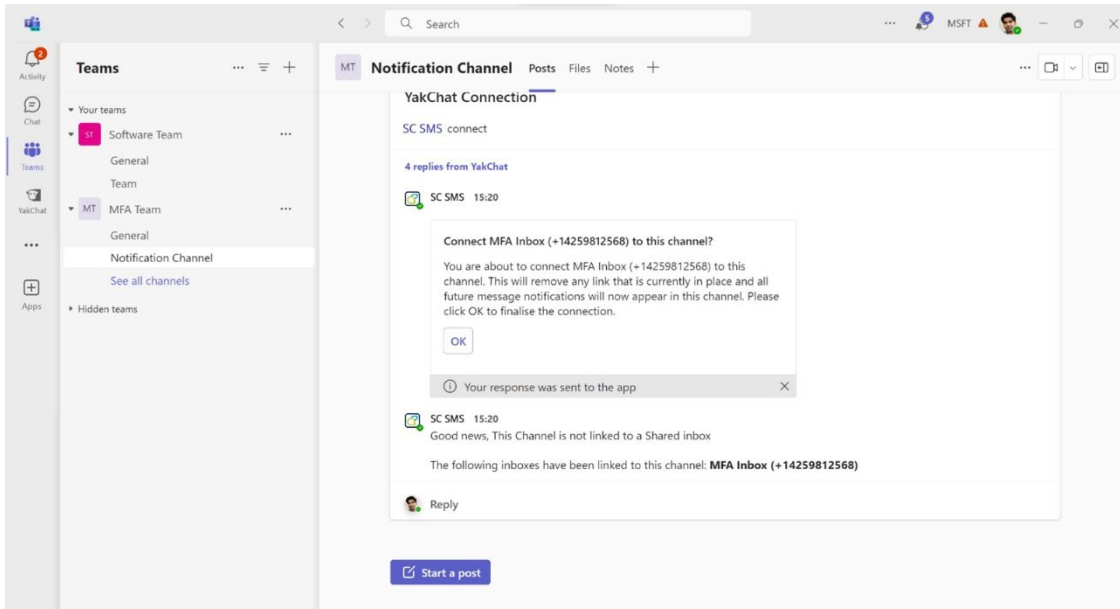 Search
5
MSFT
2
Activity
Chat
Teams
YakChat
Apps
Teams
Your teams
ST Software Team
General
Team
MT MFA Team
General
Notification Channel
See all channels
Hidden teams
MT Notification Channel Posts Files Notes
YakChat Connection
SC SMS connect
4 replies from YakChat
SC SMS 15:20
Connect MFA Inbox (+14259812568) to this channel?
You are about to connect MFA Inbox (+14259812568) to this
channel. This will remove any link that is currently in place and all
future message notifications will now appear in this channel. Please
click OK to finalise the connection.
OK
Your response was sent to the app
SC SMS 15:20
Good news, This Channel is not linked to a Shared inbox
The following inboxes have been linked to this channel: MFA Inbox (+14259812568)
Reply
Start a post